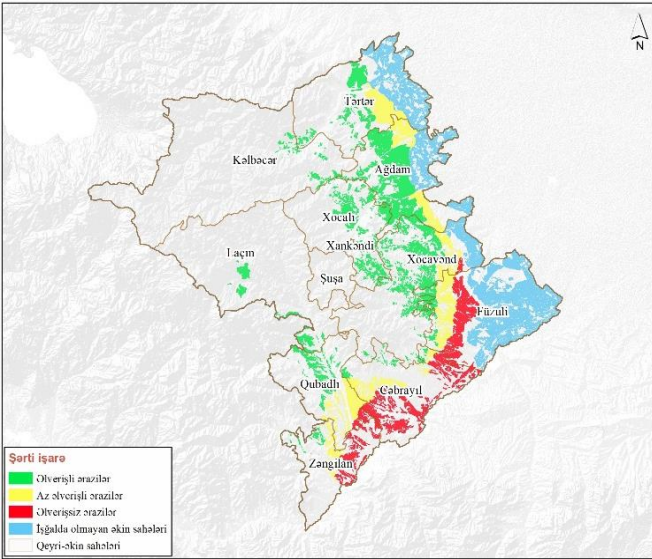 N
Tərtər
Kəlbəcər
Ağdam
Xocalı
Xankəndi
Laçın
Xocavənd
Şuşa
Füzuli
Qubadlı
Cəbrayıl
Zəngilan
Şərti işarə
Əlverişli ərazilər
Az əlverişli ərazilər
Əlverişsiz ərazilər
İşğalda olmayan əkin sahələri
Qeyri-əkin sahələri